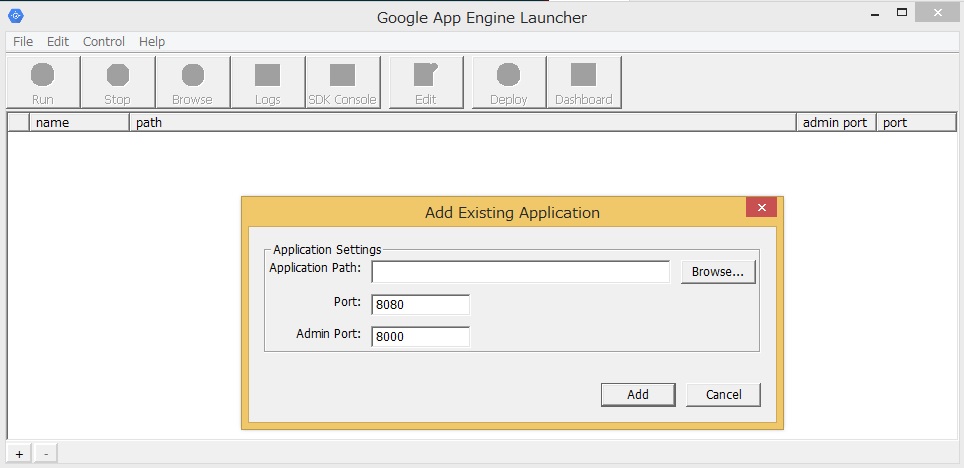 Google App Engine Launcher
File Edit Control Help
Run Stop Browse Logs SDK Console Edit Deploy Dashboard
name path admin port port
Add Existing Application
Application Settings
Application Path: Browse...
Port: 8080
Admin Port: 8000
Add Cancel
+ -